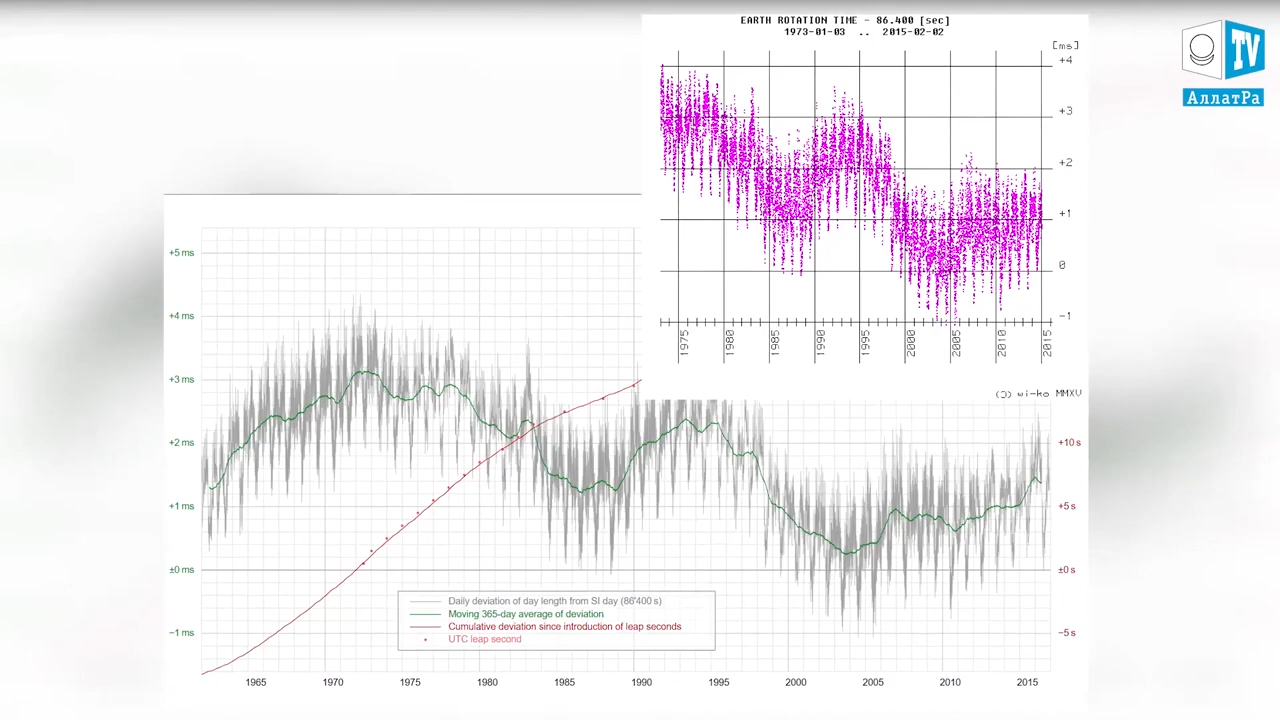 EARTH ROTATION TIME - 86.400 [sec]
1973-01-03 .. 2015-02-02
[ms]
+4
+3
+2
+1
0
-1
1975 1980 1985 1990 1995 2000 2005 2010 2015
(C) wi-ko MMXV
TV
АллатРа
+5 ms
+4 ms
+3 ms
+2 ms
+1 ms
±0 ms
−1 ms
+10 s
+5 s
±0 s
−5 s
Daily deviation of day length from SI day (86'400 s)
Moving 365-day average of deviation
Cumulative deviation since introduction of leap seconds
UTC leap second
1965 1970 1975 1980 1985 1990 1995 2000 2005 2010 2015